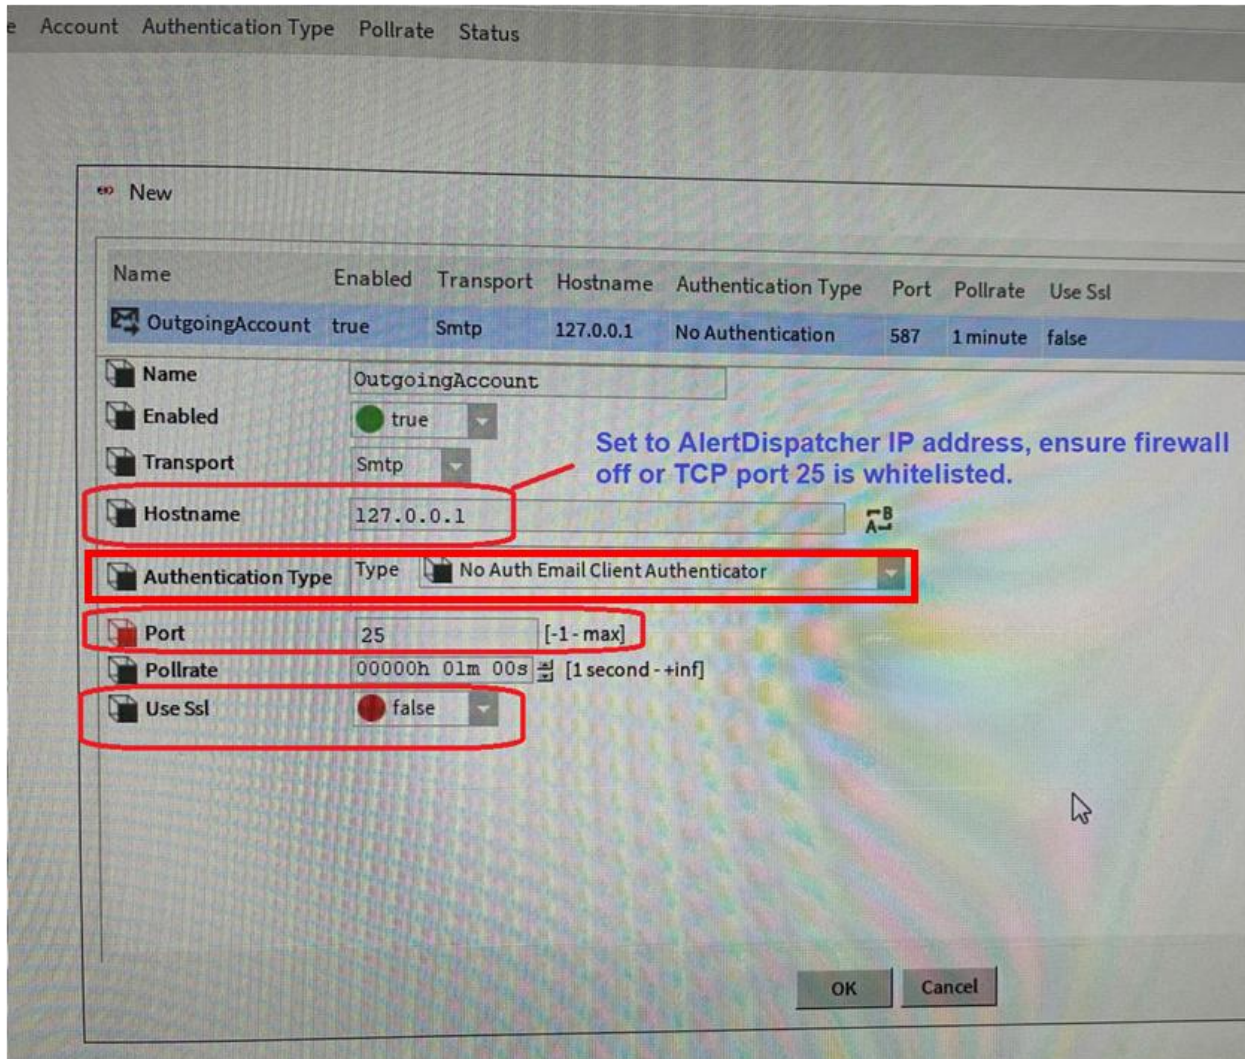 e Account Authentication Type Pollrate Status
New
Name Enabled Transport Hostname Authentication Type Port Pollrate Use Ssl
OutgoingAccount true Smtp 127.0.0.1 No Authentication 587 1 minute false
Name OutgoingAccount
Enabled true
Transport Smtp
Set to AlertDispatcher IP address, ensure firewall
off or TCP port 25 is whitelisted.
Hostname 127.0.0.1
Authentication Type Type No Auth Email Client Authenticator
Port 25 [-1 - max]
Pollrate 00000h 01m 00s [1 second - +inf]
Use Ssl false
OK Cancel